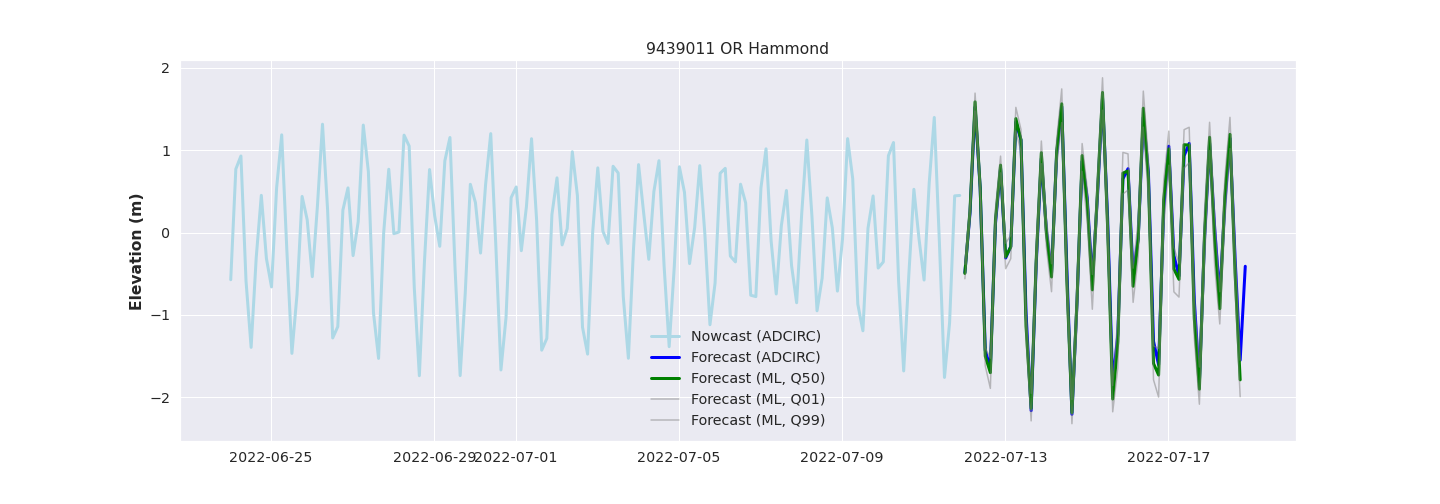 9439011 OR Hammond
Elevation (m)
2
1
0
−1
−2
Nowcast (ADCIRC)
Forecast (ADCIRC)
Forecast (ML, Q50)
Forecast (ML, Q01)
Forecast (ML, Q99)
2022-06-25 2022-06-29 2022-07-01 2022-07-05 2022-07-09 2022-07-13 2022-07-17